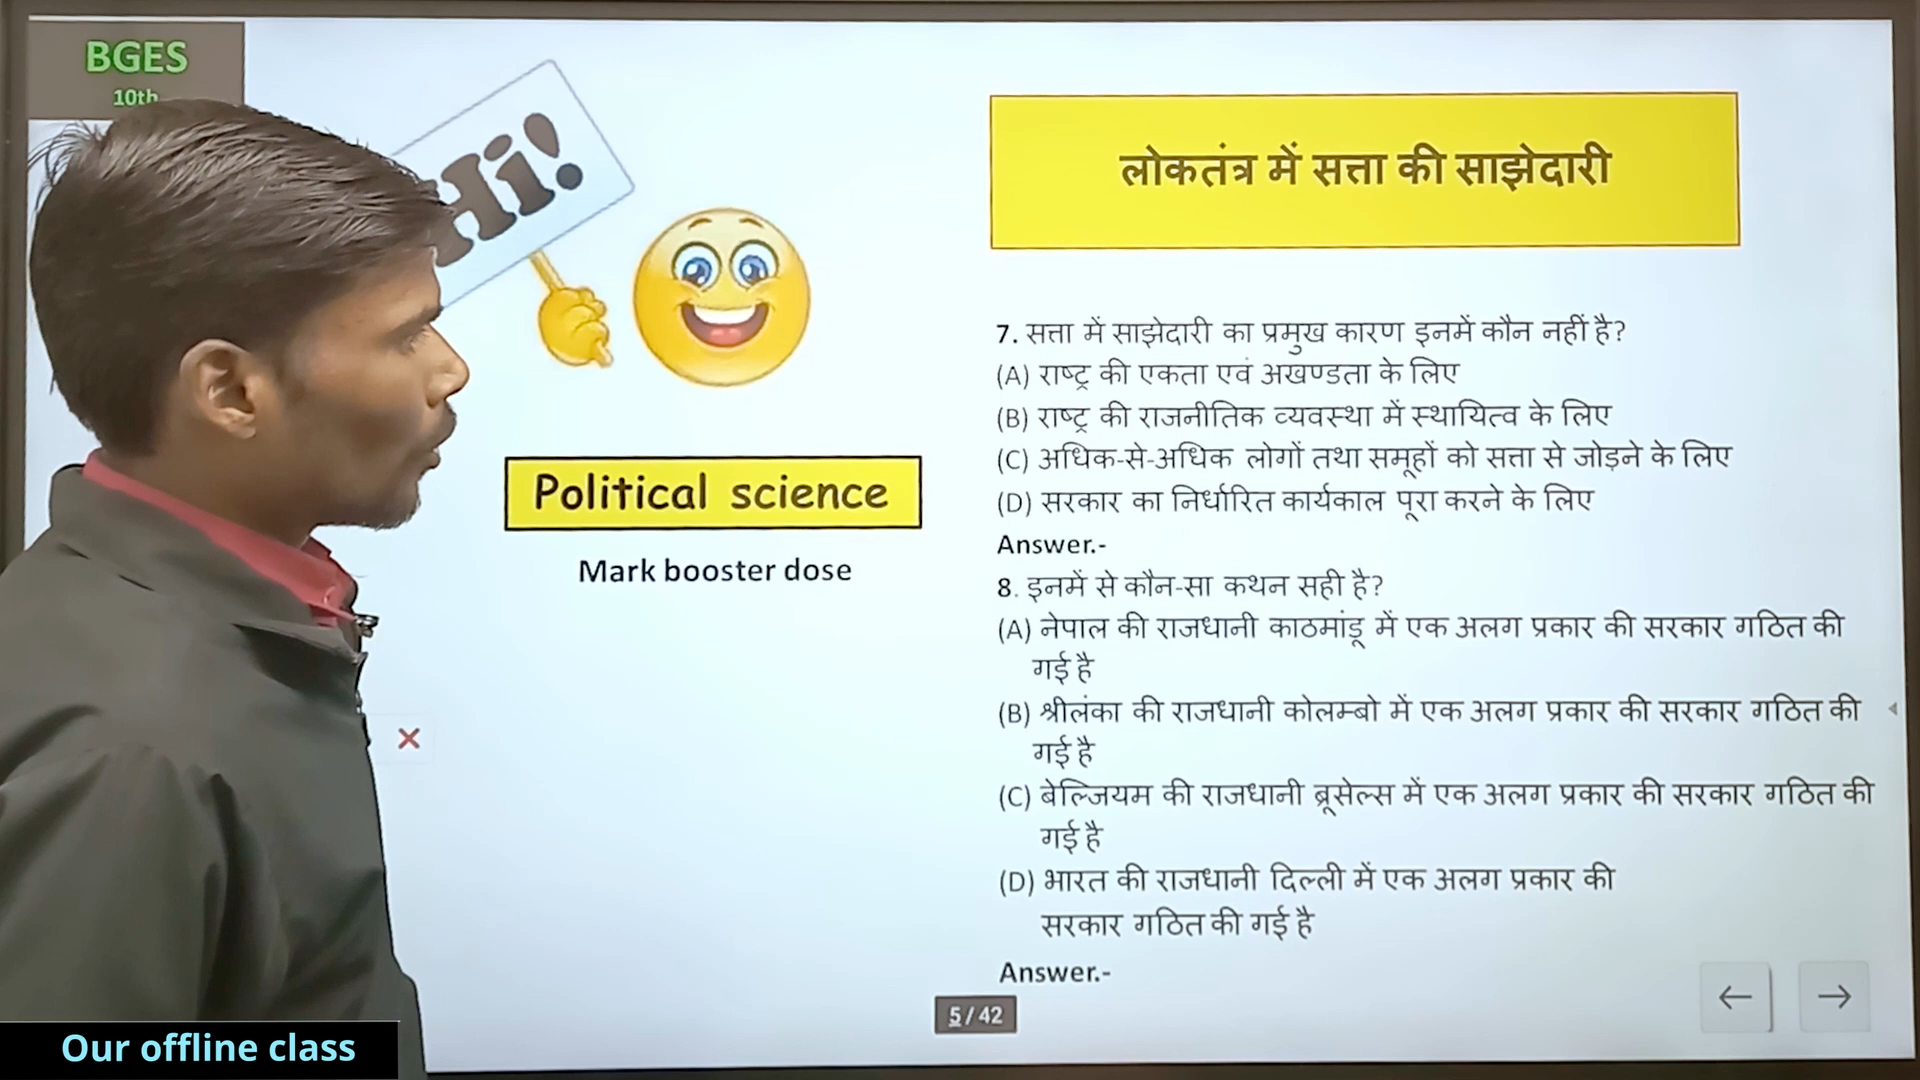 BGES
10th
Hi!
लोकतंत्र में सत्ता की साझेदारी
Political science
Mark booster dose
7. सत्ता में साझेदारी का प्रमुख कारण इनमें कौन नहीं है?
(A) राष्ट्र की एकता एवं अखण्डता के लिए
(B) राष्ट्र की राजनीतिक व्यवस्था में स्थायित्व के लिए
(C) अधिक-से-अधिक लोगों तथा समूहों को सत्ता से जोड़ने के लिए
(D) सरकार का निर्धारित कार्यकाल पूरा करने के लिए
Answer.-
8. इनमें से कौन-सा कथन सही है?
(A) नेपाल की राजधानी काठमांडू में एक अलग प्रकार की सरकार गठित की
गई है
(B) श्रीलंका की राजधानी कोलम्बो में एक अलग प्रकार की सरकार गठित की
गई है
(C) बेल्जियम की राजधानी ब्रूसेल्स में एक अलग प्रकार की सरकार गठित की
गई है
(D) भारत की राजधानी दिल्ली में एक अलग प्रकार की
सरकार गठित की गई है
Answer.-
5 / 42
Our offline class